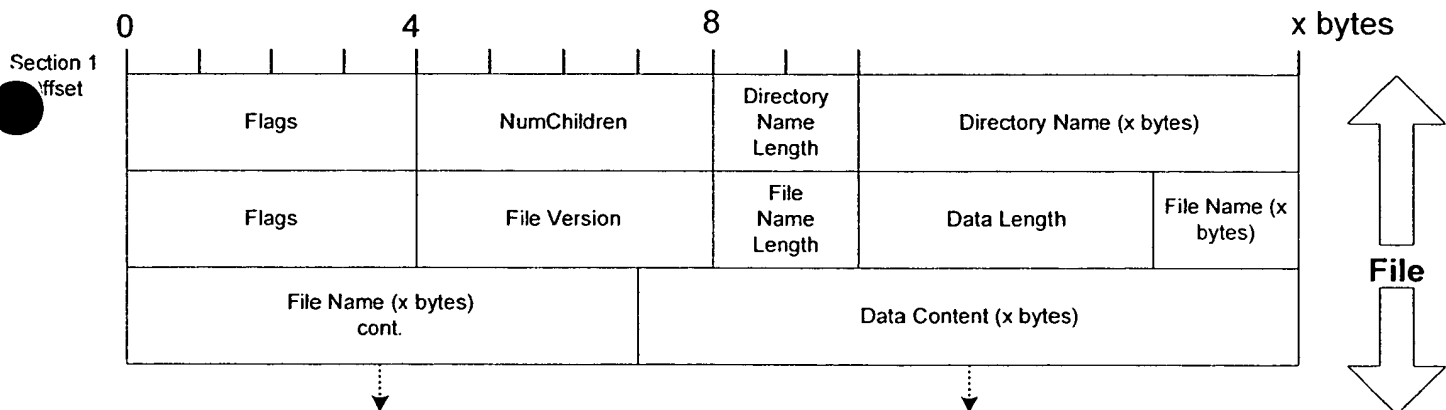 0 4 8 x bytes
Section 1
Flags NumChildren Directory
Name
Length Directory Name (x bytes)
Flags File Version File
Name
Length Data Length File Name (x
bytes)
File
File Name (x bytes)
cont. Data Content (x bytes)